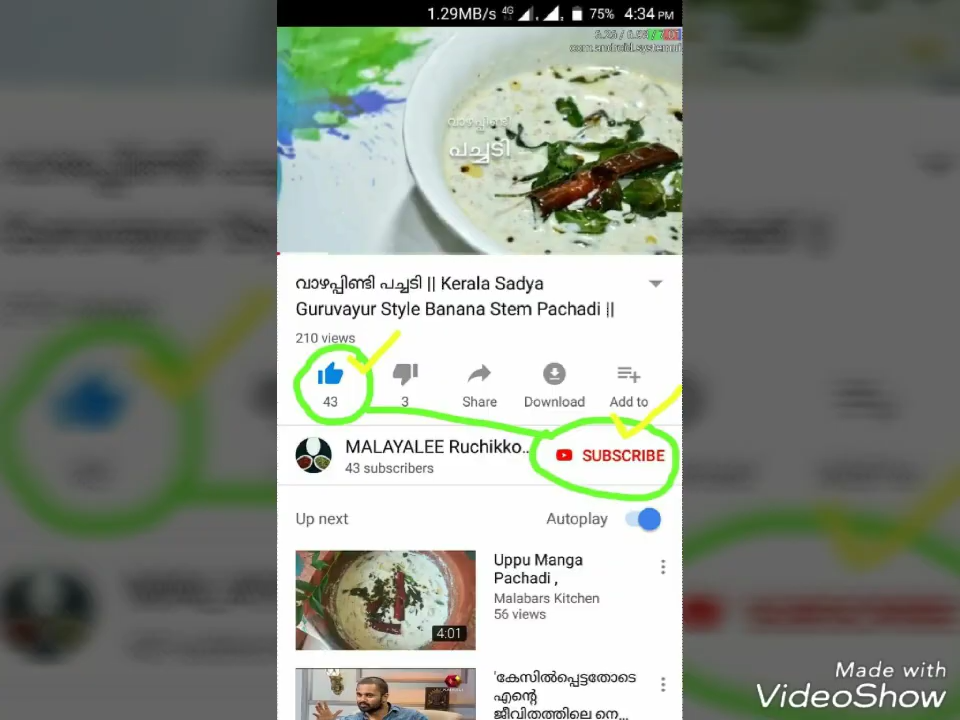 1.29MB/s 4G 75% 4:34 PM
വാഴപ്പിണ്ടി
പച്ചടി
വാഴപ്പിണ്ടി പച്ചടി || Kerala Sadya
Guruvayur Style Banana Stem Pachadi ||
210 views
43 3 Share Download Add to
MALAYALEE Ruchikko...
43 subscribers
SUBSCRIBE
Up next Autoplay
Uppu Manga
Pachadi ,
Malabars Kitchen
56 views
4:01
'കേസിൽപ്പെട്ടതോടെ
എന്റെ
ജീവിതത്തിലെ നെ...
Made with
VideoShow